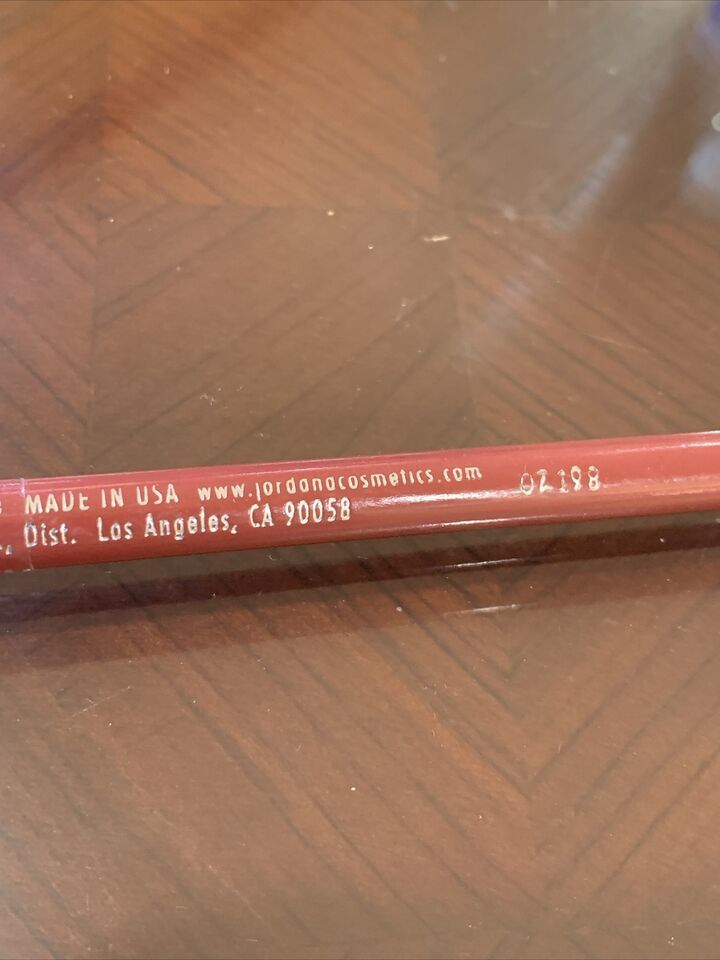 MADE IN USA www.jordanacosmetics.com
Dist. Los Angeles, CA 90058
02198